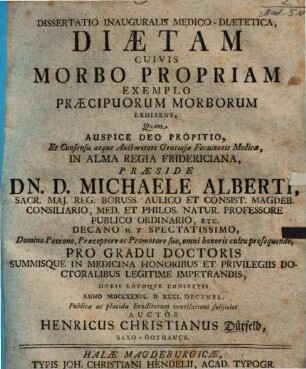 DISSERTATIO INAUGURALIS MEDICO-DIÆTETICA,
DIÆTAM
CUIVIS
MORBO PROPRIAM
EXEMPLO
PRÆCIPUORUM MORBORUM
EXHIBENS,
Quam
AUSPICE DEO PROPITIO,
Et Consensu atque Auctoritate Gratiosæ Facultatis Medicæ,
IN ALMA REGIA FRIDERICIANA,
PRÆSIDE
DN. D. MICHAELE ALBERTI,
SACR. MAJ. REG. BORUSS. AULICO ET CONSIST. MAGDEB.
CONSILIARIO, MED. ET PHILOS. NATUR. PROFESSORE
PUBLICO ORDINARIO, ETC.
DECANO H. T. SPECTATISSIMO,
Domino Patrono, Præceptore ac Promotore suo, omni honoris cultu prosequendo,
PRO GRADU DOCTORIS
SUMMISQUE IN MEDICINA HONORIBUS ET PRIVILEGIIS DO-
CTORALIBUS LEGITIME IMPETRANDIS,
HORIS LOCOQUE CONSVETIS
ANNO MDCCXXXIX. D. XXXI. DECEMBR.
Publicæ ac placidæ Eruditorum ventilationi subjiciet
AUCTOR
HENRICUS CHRISTIANUS Dürfeld,
SAXO-GOTHANUS.
HALÆ MAGDEBURGICÆ,
TYPIS JOH. CHRISTIANI HENDELII, ACAD. TYPOGR.